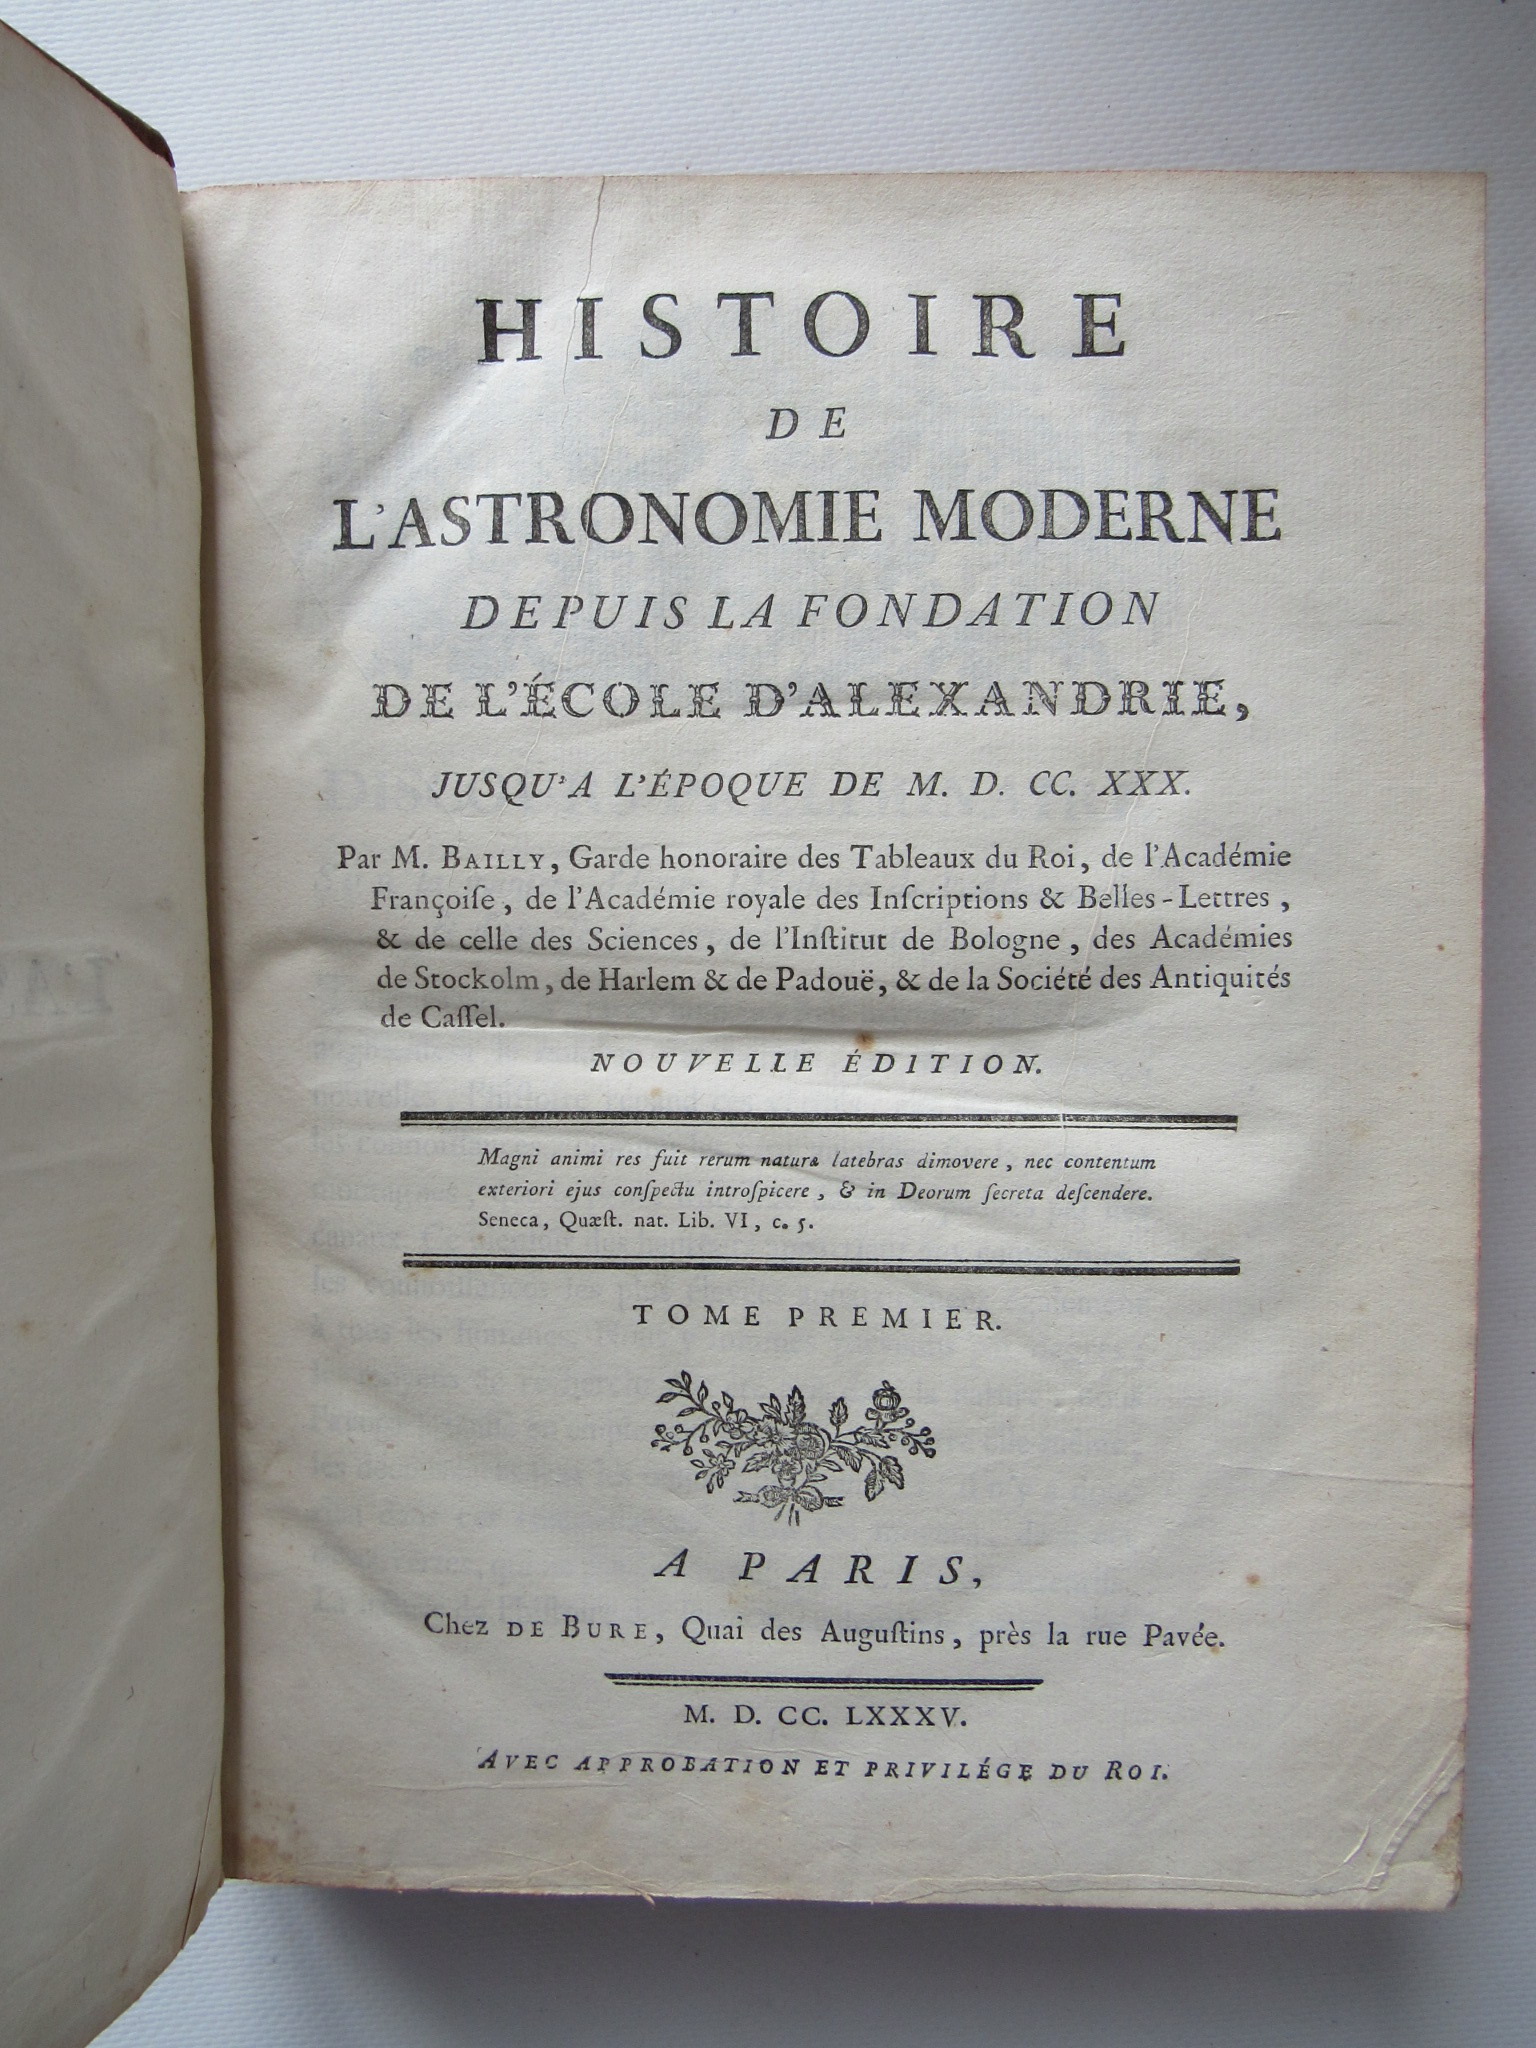 HISTOIRE
DE
L'ASTRONOMIE MODERNE
DEPUIS LA FONDATION
DE L'ÉCOLE D'ALEXANDRIE,
JUSQU'A L'ÉPOQUE DE M. D. CC. XXX.
Par M. BAILLY, Garde honoraire des Tableaux du Roi, de l'Académie
Françoiſe, de l'Académie royale des Inſcriptions & Belles-Lettres,
& de celle des Sciences, de l'Inſtitut de Bologne, des Académies
de Stockolm, de Harlem & de Padouë, & de la Société des Antiquités
de Caſſel.
NOUVELLE ÉDITION.
Magni animi res fuit rerum naturæ latebras dimovere, nec contentum
exteriori ejus conſpectu introſpicere, & in Deorum ſecreta deſcendere.
Seneca, Quæſt. nat. Lib. VI, c. 5.
TOME PREMIER.
A PARIS,
Chez DE BURE, Quai des Auguſtins, près la rue Pavée.
M. D. CC. LXXXV.
AVEC APPROBATION ET PRIVILÉGE DU ROI.